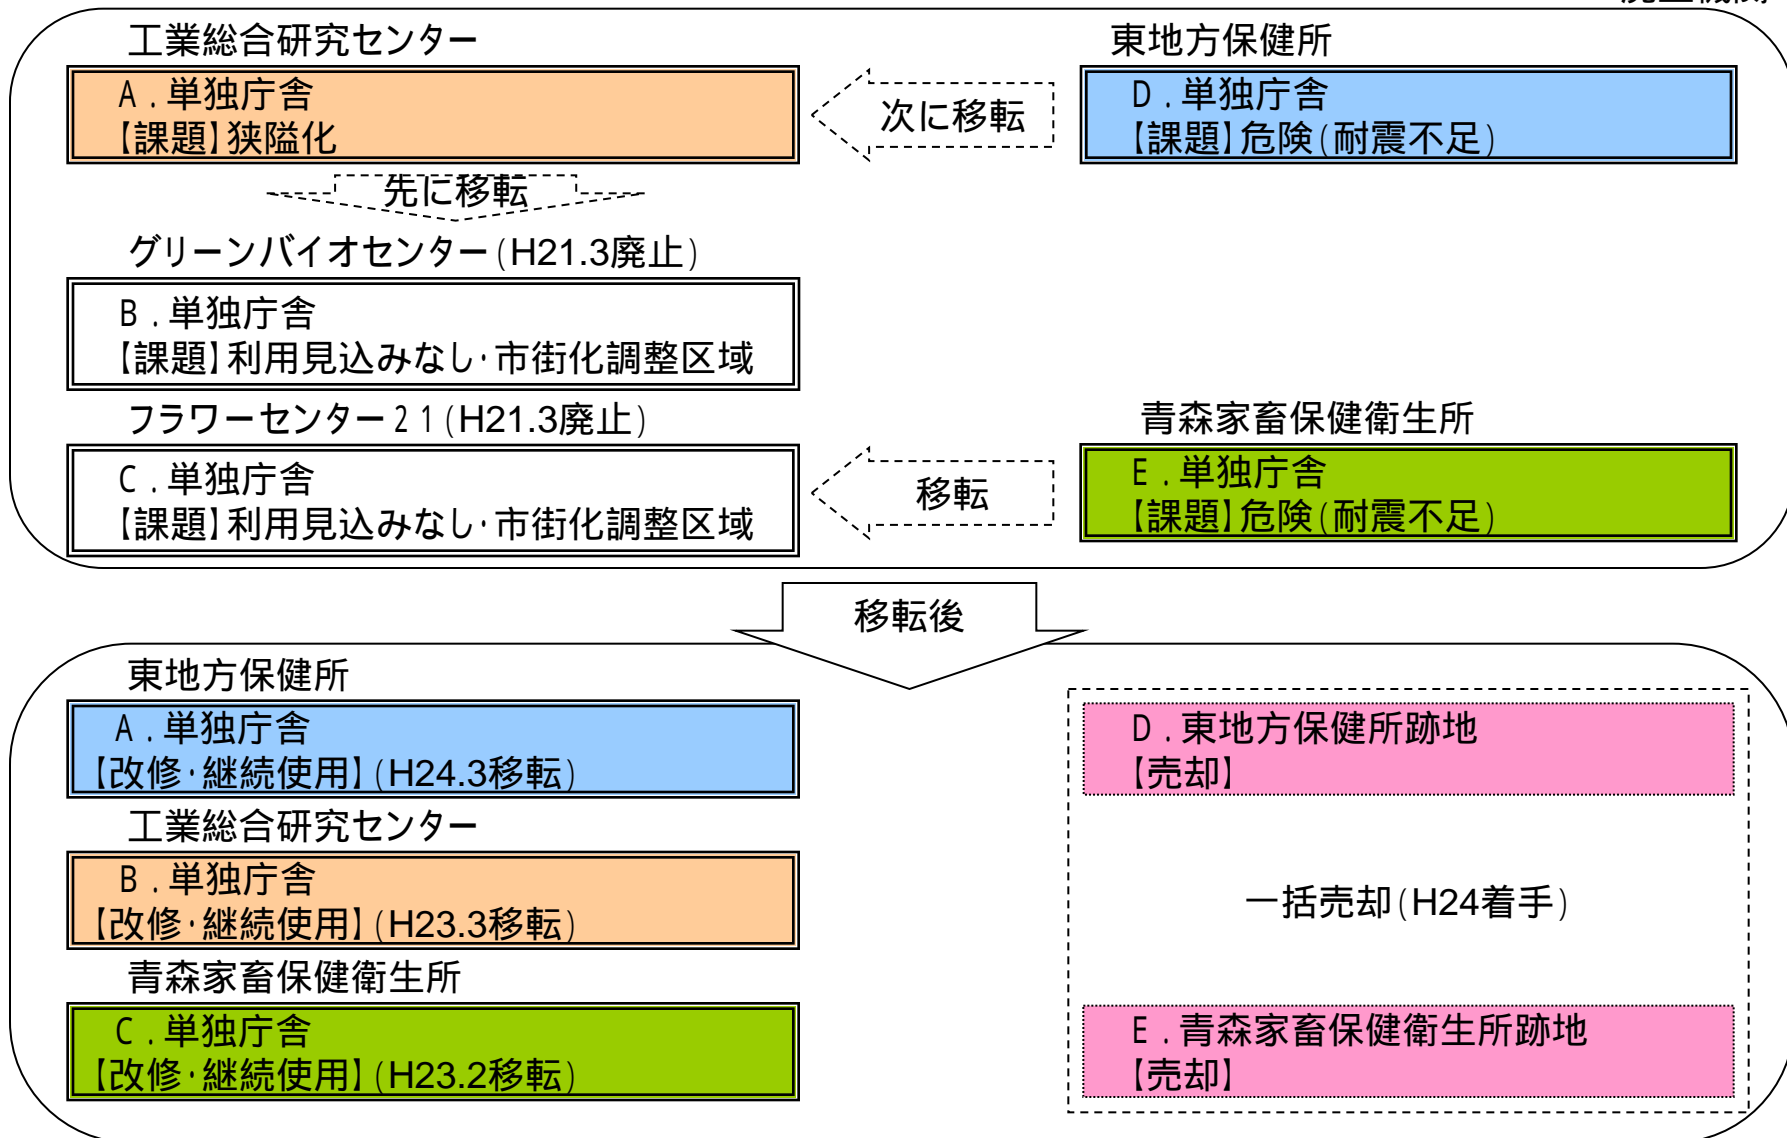 工業総合研究センター
東地方保健所
A．単独庁舎
【課題】狭隘化
次に移転
D．単独庁舎
【課題】危険(耐震不足)
先に移転
グリーンバイオセンター(H21.3廃止)
B．単独庁舎
【課題】利用見込みなし・市街化調整区域
フラワーセンター２１(H21.3廃止)
青森家畜保健衛生所
C．単独庁舎
【課題】利用見込みなし・市街化調整区域
移転
E．単独庁舎
【課題】危険(耐震不足)
移転後
東地方保健所
A．単独庁舎
【改修・継続使用】(H24.3移転)
D．東地方保健所跡地
【売却】
工業総合研究センター
B．単独庁舎
【改修・継続使用】(H23.3移転)
一括売却(H24着手)
青森家畜保健衛生所
C．単独庁舎
【改修・継続使用】(H23.2移転)
E．青森家畜保健衛生所跡地
【売却】